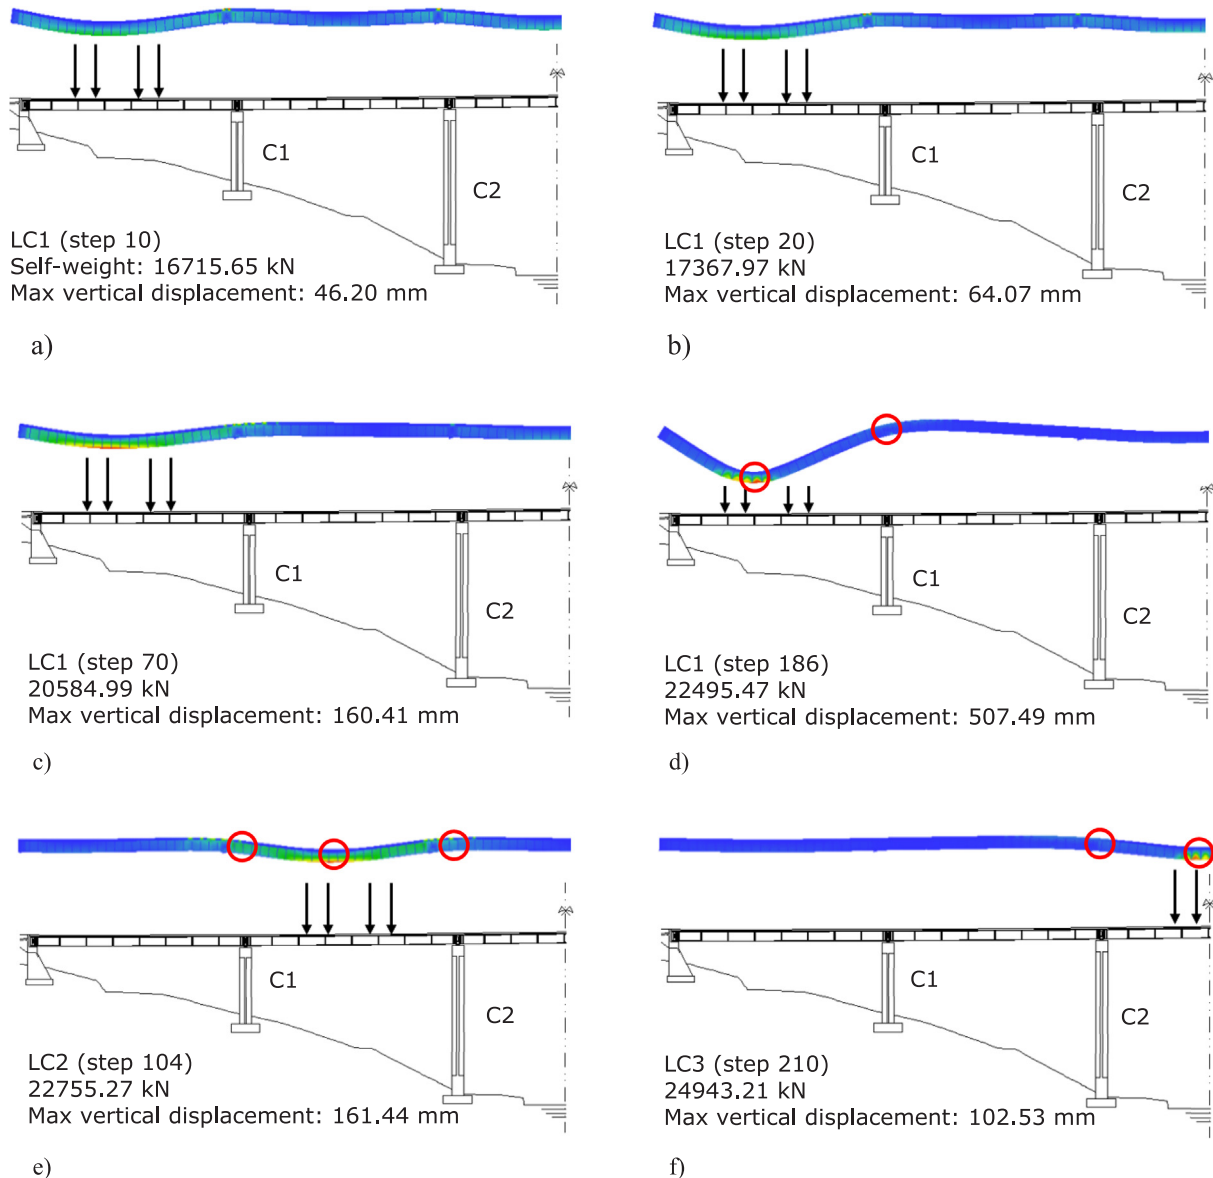 C1
C2
LC1 (step 10)
Self-weight: 16715.65 kN
Max vertical displacement: 46.20 mm
a)
C1
C2
LC1 (step 20)
17367.97 kN
Max vertical displacement: 64.07 mm
b)
C1
C2
LC1 (step 70)
20584.99 kN
Max vertical displacement: 160.41 mm
c)
C1
C2
LC1 (step 186)
22495.47 kN
Max vertical displacement: 507.49 mm
d)
C1
C2
LC2 (step 104)
22755.27 kN
Max vertical displacement: 161.44 mm
e)
C1
C2
LC3 (step 210)
24943.21 kN
Max vertical displacement: 102.53 mm
f)